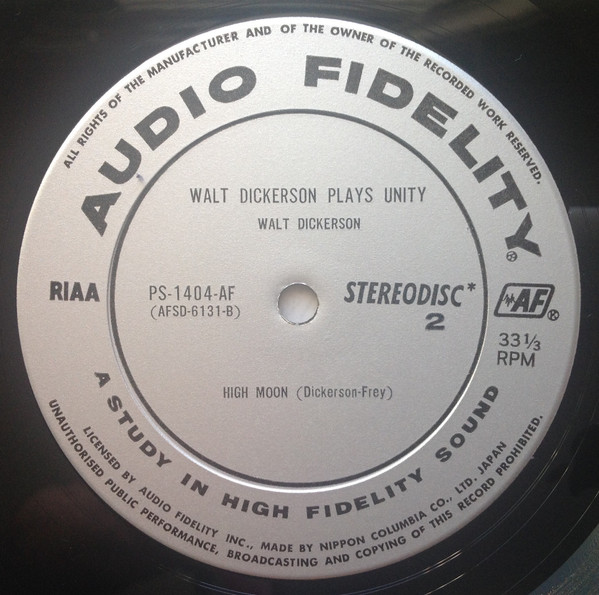 ALL RIGHTS OF THE MANUFACTURER AND OF THE OWNER OF THE RECORDED WORK RESERVED.
AUDIO FIDELITY®
WALT DICKERSON PLAYS UNITY
WALT DICKERSON
RIAA
PS-1404-AF
(AFSD-6131-B)
STEREODISC*
2
AF®
33 1/3
RPM
HIGH MOON (Dickerson-Frey)
A STUDY IN HIGH FIDELITY SOUND
LICENSED BY AUDIO FIDELITY INC., MADE BY NIPPON COLUMBIA CO., LTD. JAPAN
UNAUTHORISED PUBLIC PERFORMANCE, BROADCASTING AND COPYING OF THIS RECORD PROHIBITED.